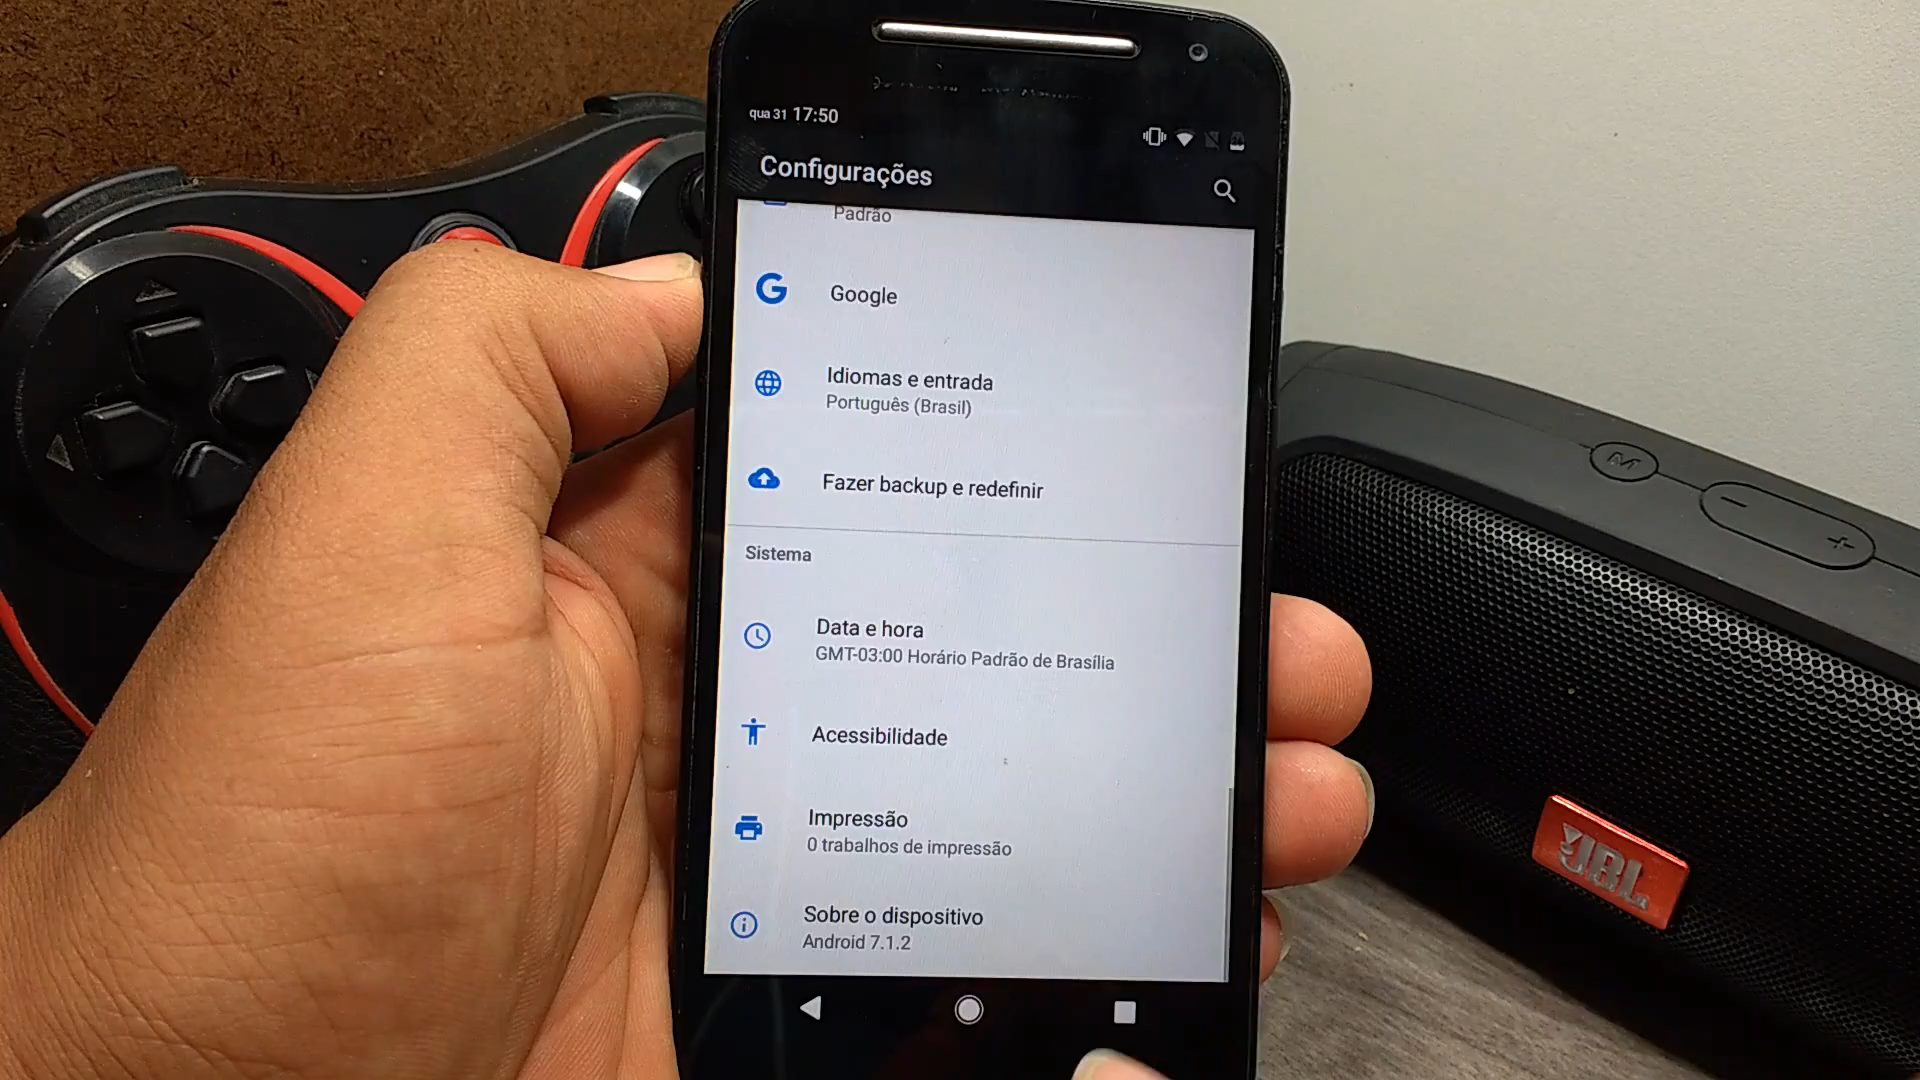 qua 31 17:50
Configurações
Padrão
Google
Idiomas e entrada
Português (Brasil)
Fazer backup e redefinir
Sistema
Data e hora
GMT-03:00 Horário Padrão de Brasília
Acessibilidade
Impressão
0 trabalhos de impressão
Sobre o dispositivo
Android 7.1.2
M
- +
JBL